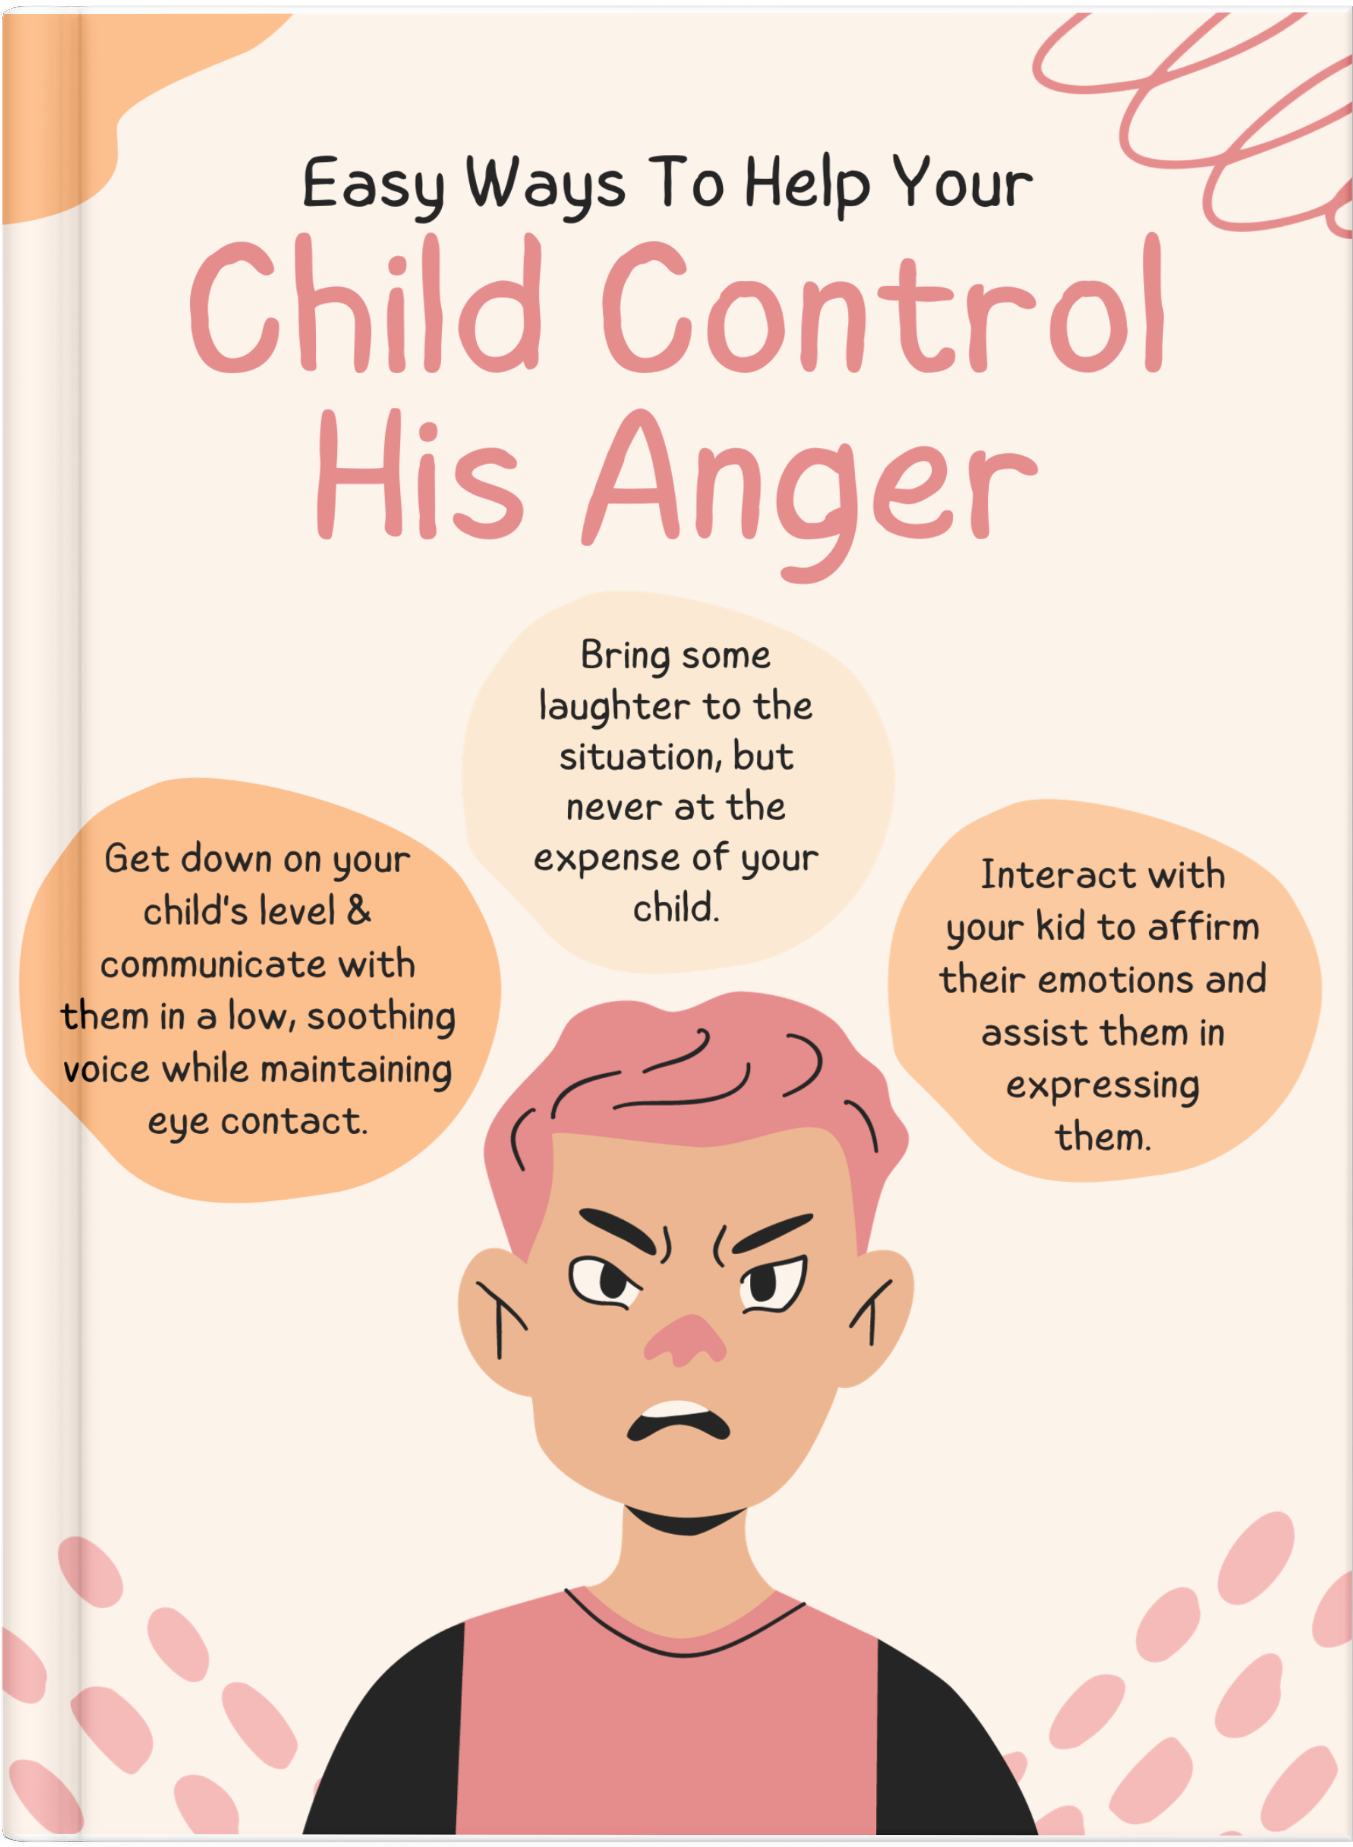 Easy Ways To Help Your
Child Control
His Anger
Bring some
laughter to the
situation, but
never at the
expense of your
child.
Get down on your
child's level &
communicate with
them in a low, soothing
voice while maintaining
eye contact.
Interact with
your kid to affirm
their emotions and
assist them in
expressing
them.